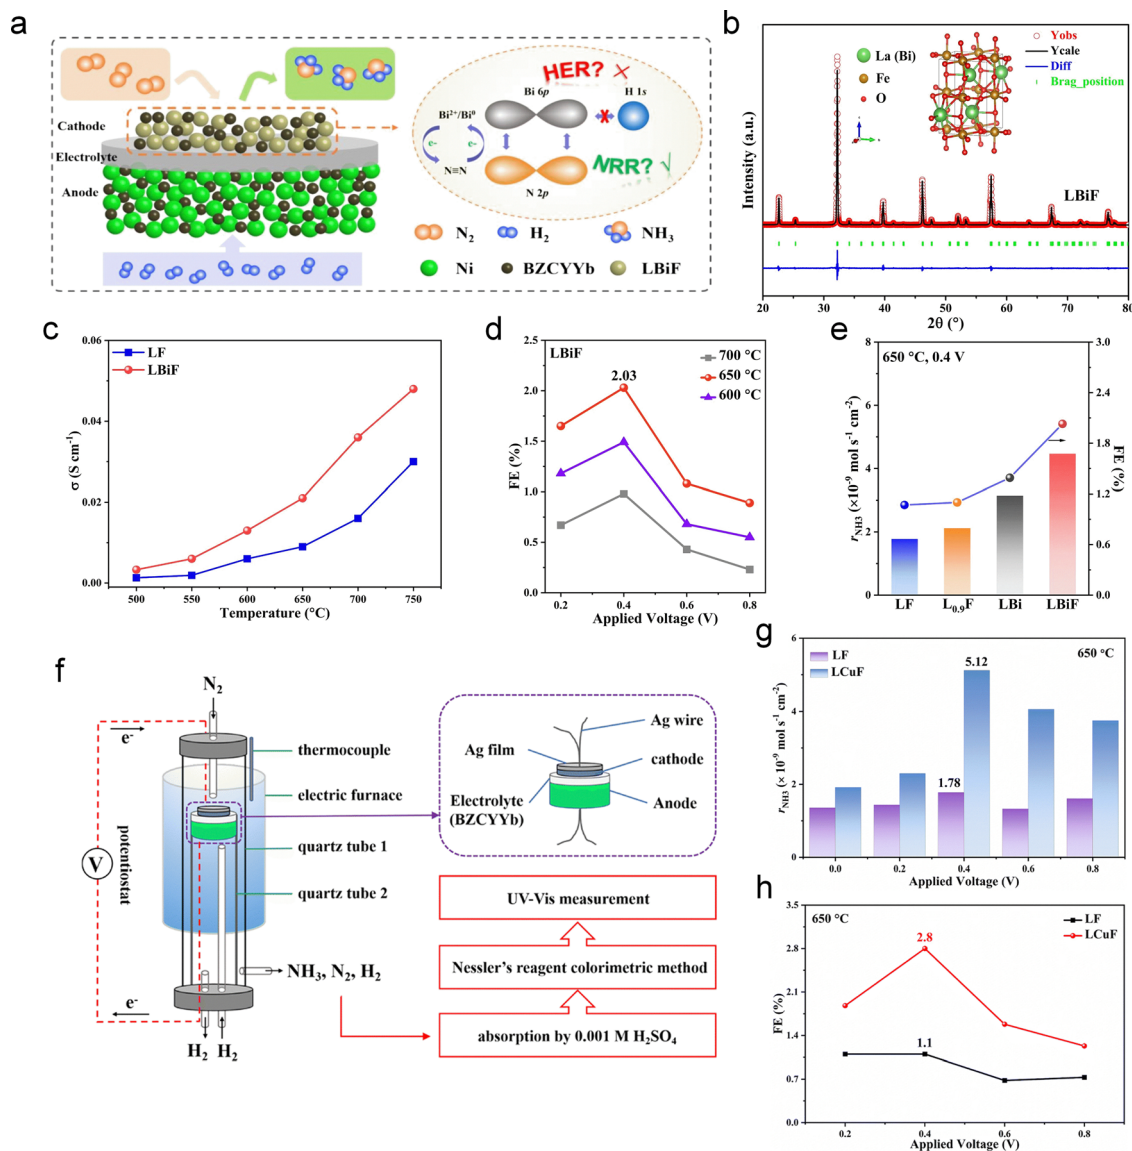 a
Cathode
Electrolyte
Anode
HER? ×
Bi 6p
H 1s
Bi²⁺/Bi⁰
e-
e-
N≡N
NRR? √
N 2p
N₂
H₂
NH₃
Ni
BZCYYb
LBiF
b
La (Bi)
Fe
O
Yobs
Ycale
Diff
Brag_position
LBiF
Intensity (a.u.)
20 30 40 50 60 70 80
2θ (°)
c
LF
LBiF
0.06
0.04
0.02
0.00
σ (S cm⁻¹)
500 550 600 650 700 750
Temperature (°C)
d
LBiF
2.03
700 °C
650 °C
600 °C
2.5
2.0
1.5
1.0
0.5
0.0
FE (%)
0.2 0.4 0.6 0.8
Applied Voltage (V)
e
650 °C, 0.4 V
8
6
4
2
0
r_NH3 (×10⁻⁹ mol s⁻¹ cm⁻²)
3.0
2.4
1.8
1.2
0.6
0.0
FE (%)
LF L₀.₉F LBi LBiF
f
N₂
e⁻
thermocouple
electric furnace
quartz tube 1
quartz tube 2
V
potentiostat
NH₃, N₂, H₂
e⁻
H₂ H₂
Ag wire
Ag film
cathode
Electrolyte
(BZCYYb)
Anode
UV-Vis measurement
Nessler's reagent colorimetric method
absorption by 0.001 M H₂SO₄
g
LF
LCuF
650 °C
5.12
1.78
6
4
2
0
r_NH3 (× 10⁻⁹ mol s⁻¹ cm⁻²)
0.0 0.2 0.4 0.6 0.8
Applied Voltage (V)
h
650 °C
LF
LCuF
2.8
1.1
3.5
2.8
2.1
1.4
0.7
0.0
FE (%)
0.2 0.4 0.6 0.8
Applied Voltage (V)